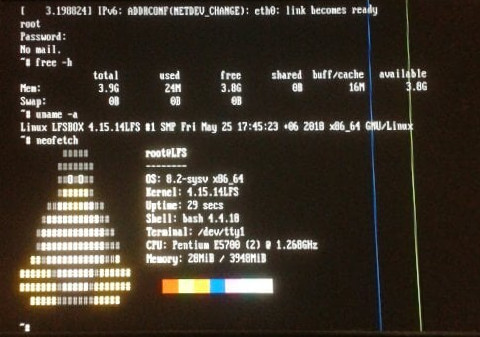 [    3.198824] IPv6: ADDRCONF(NETDEV_CHANGE): eth0: link becomes ready
root
Password:
No mail.
~# free -h
total used free shared buff/cache available
Mem: 3.9G 24M 3.8G 0B 16M 3.8G
Swap: 0B 0B 0B
~# uname -a
Linux LFSBOX 4.15.14LFS #1 SMP Fri May 25 17:45:23 +06 2018 x86_64 GNU/Linux
~# neofetch
root@LFS
--------
OS: 8.2-sysv x86_64
Kernel: 4.15.14LFS
Uptime: 29 secs
Shell: bash 4.4.18
Terminal: /dev/tty1
CPU: Pentium E5700 (2) @ 1.260GHz
Memory: 20MiB / 3948MiB
~#